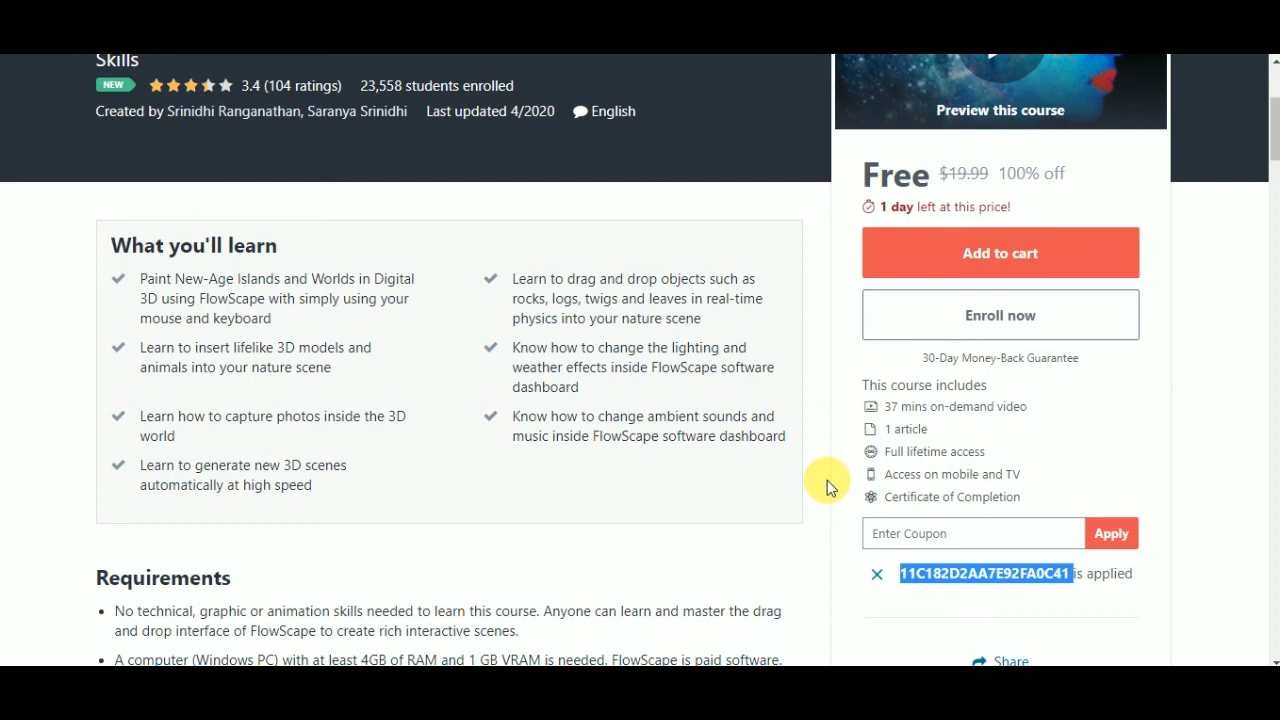 Skills
NEW 3.4 (104 ratings) 23,558 students enrolled
Created by Srinidhi Ranganathan, Saranya Srinidhi Last updated 4/2020 English
Preview this course
Free $19.99 100% off
1 day left at this price!
Add to cart
Enroll now
30-Day Money-Back Guarantee
This course includes
37 mins on-demand video
1 article
Full lifetime access
Access on mobile and TV
Certificate of Completion
Enter Coupon Apply
11C182D2AA7E92FA0C41 is applied
Share
What you'll learn
Paint New-Age Islands and Worlds in Digital
3D using FlowScape with simply using your
mouse and keyboard
Learn to insert lifelike 3D models and
animals into your nature scene
Learn how to capture photos inside the 3D
world
Learn to generate new 3D scenes
automatically at high speed
Learn to drag and drop objects such as
rocks, logs, twigs and leaves in real-time
physics into your nature scene
Know how to change the lighting and
weather effects inside FlowScape software
dashboard
Know how to change ambient sounds and
music inside FlowScape software dashboard
Requirements
No technical, graphic or animation skills needed to learn this course. Anyone can learn and master the drag
and drop interface of FlowScape to create rich interactive scenes.
A computer (Windows PC) with at least 4GB of RAM and 1 GB VRAM is needed. FlowScape is paid software.